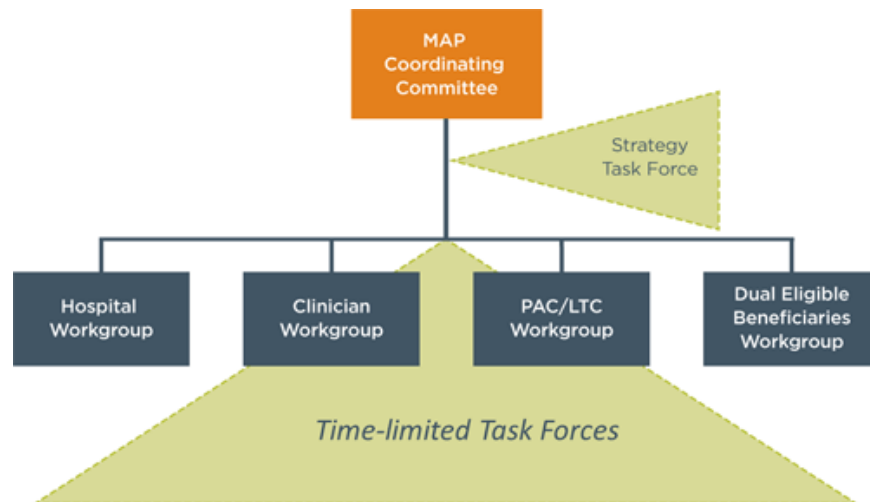 MAP
Coordinating
Committee
Strategy
Task Force
Hospital
Workgroup
Clinician
Workgroup
PAC/LTC
Workgroup
Dual Eligible
Beneficiaries
Workgroup
Time-limited Task Forces